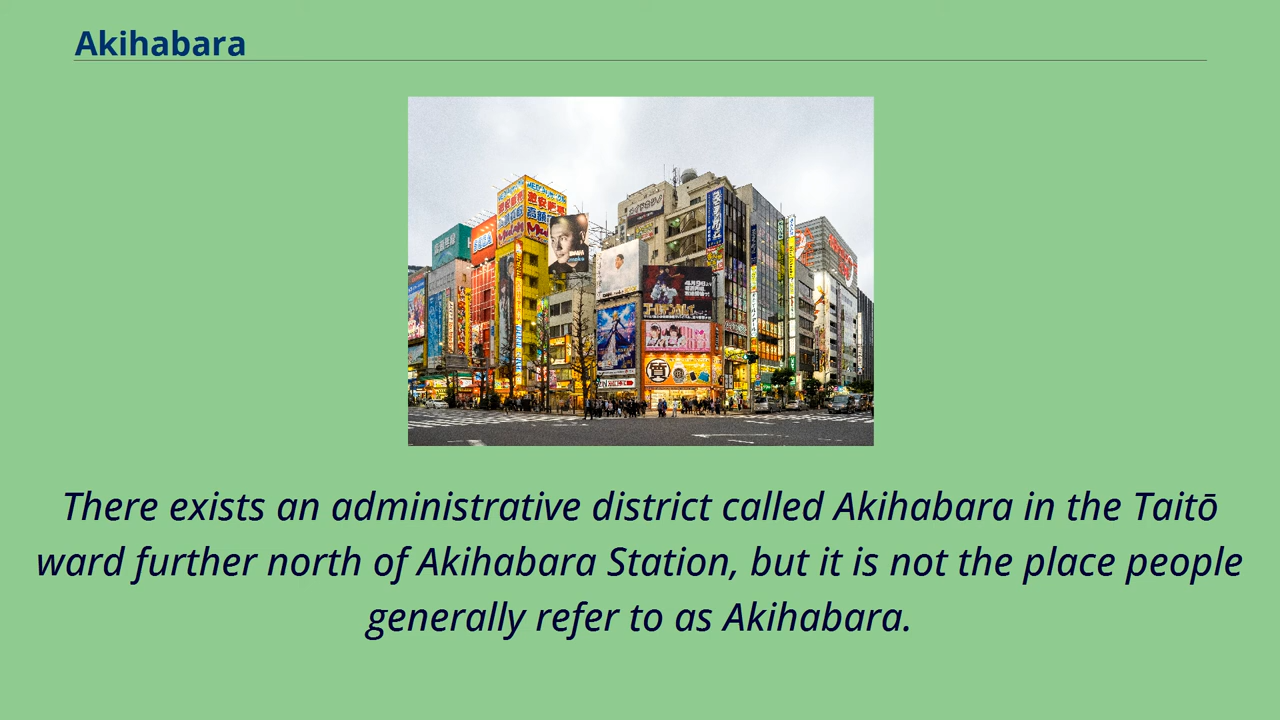 Akihabara
質
There exists an administrative district called Akihabara in the Taitō
ward further north of Akihabara Station, but it is not the place people
generally refer to as Akihabara.